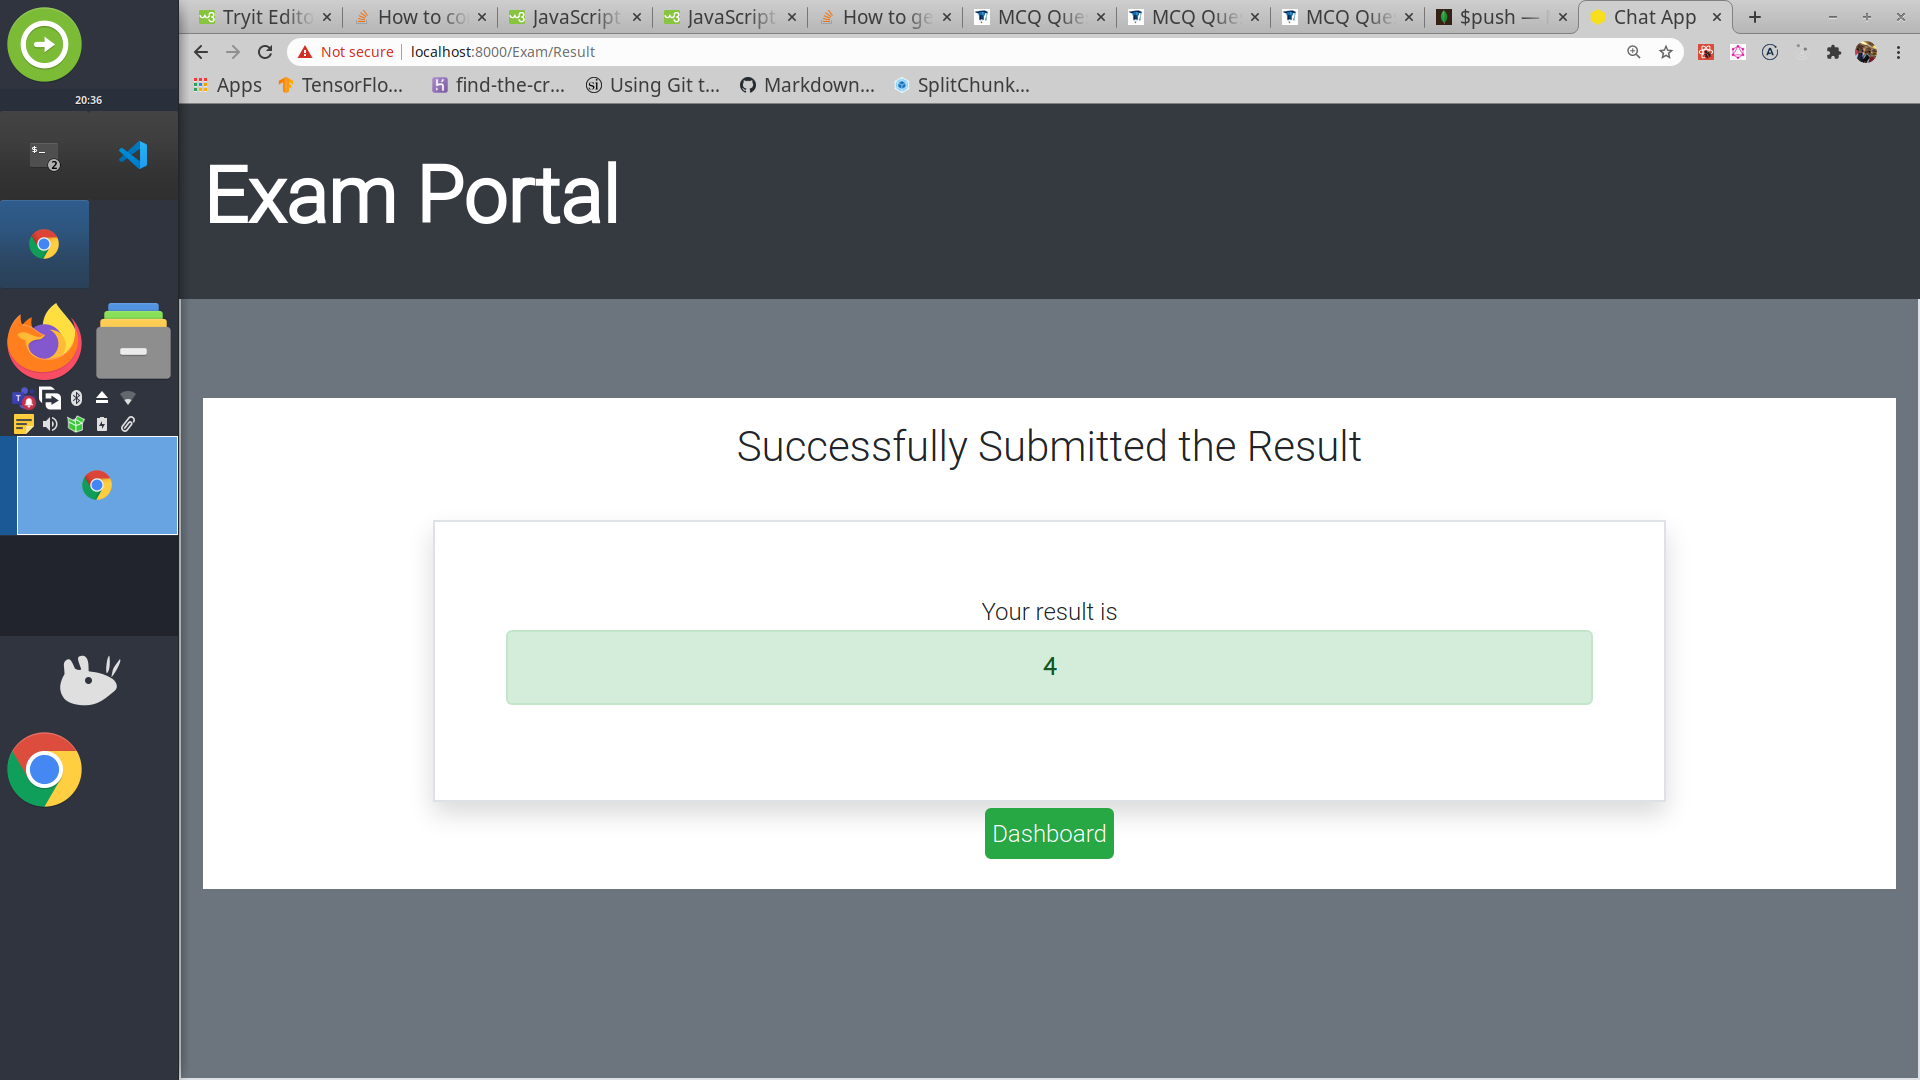 Tryit Edito
How to co
JavaScript
JavaScript
How to ge
MCQ Que
MCQ Que
MCQ Que
$push —
Chat App
Not secure
localhost:8000/Exam/Result
Apps
TensorFlo...
find-the-cr...
Using Git t...
Markdown...
SplitChunk...
20:36
Exam Portal
Successfully Submitted the Result
Your result is
4
Dashboard